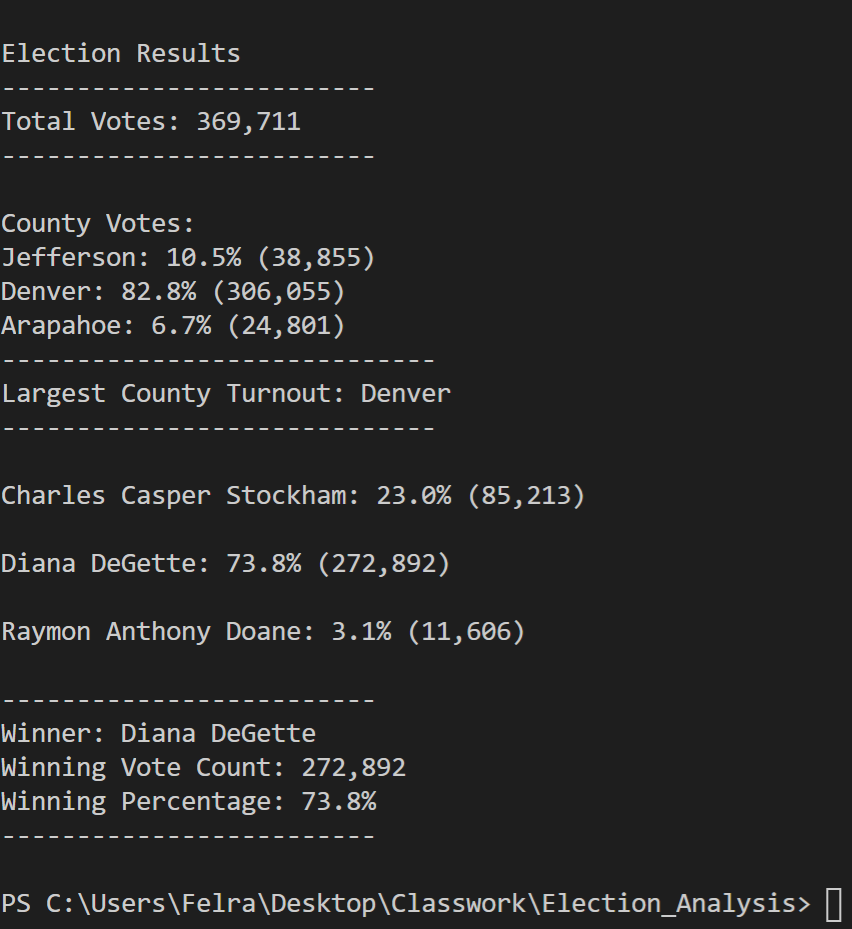 Election Results
-------------------------
Total Votes: 369,711
-------------------------
County Votes:
Jefferson: 10.5% (38,855)
Denver: 82.8% (306,055)
Arapahoe: 6.7% (24,801)
-----------------------------
Largest County Turnout: Denver
-----------------------------
Charles Casper Stockham: 23.0% (85,213)
Diana DeGette: 73.8% (272,892)
Raymon Anthony Doane: 3.1% (11,606)
-------------------------
Winner: Diana DeGette
Winning Vote Count: 272,892
Winning Percentage: 73.8%
-------------------------
PS C:\Users\Felra\Desktop\Classwork\Election_Analysis>